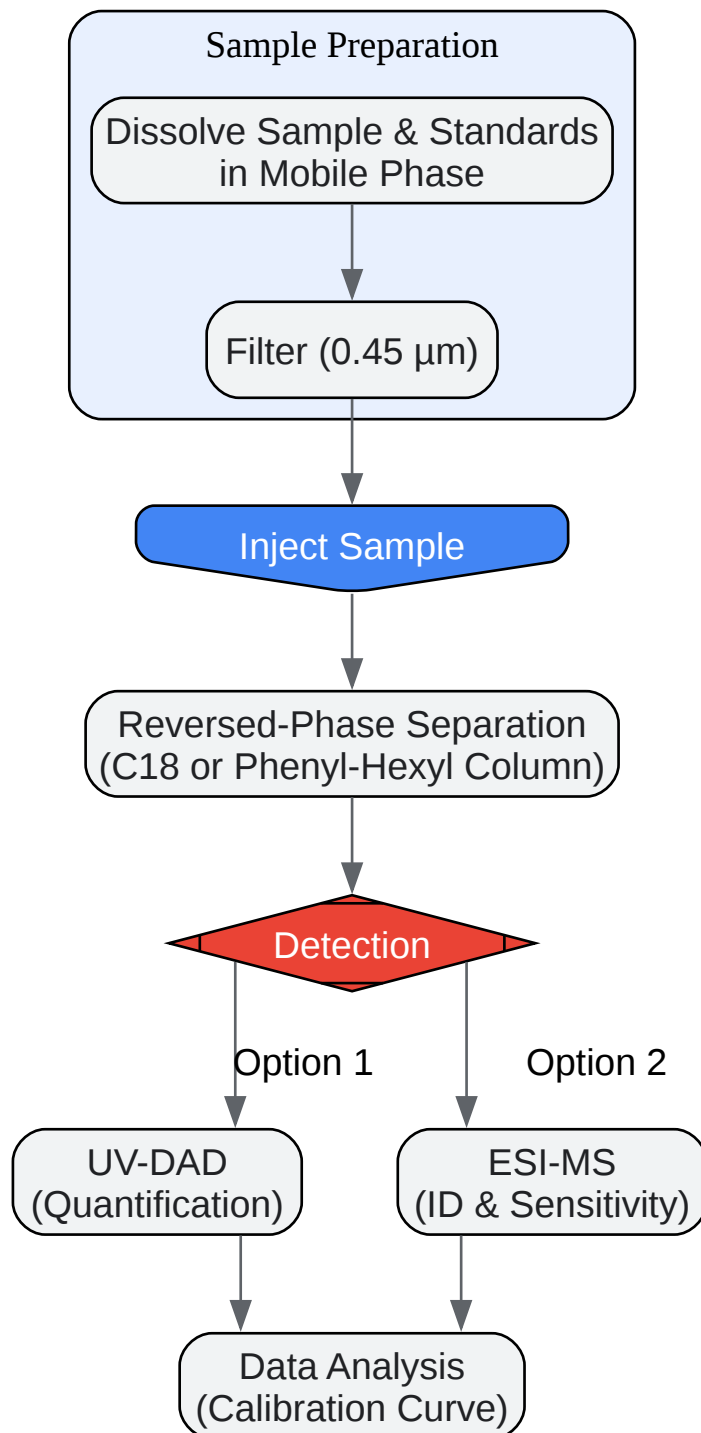 Sample Preparation
Dissolve Sample & Standards
in Mobile Phase
Filter (0.45 µm)
Inject Sample
Reversed-Phase Separation
(C18 or Phenyl-Hexyl Column)
Detection
Option 1
Option 2
UV-DAD
(Quantification)
ESI-MS
(ID & Sensitivity)
Data Analysis
(Calibration Curve)